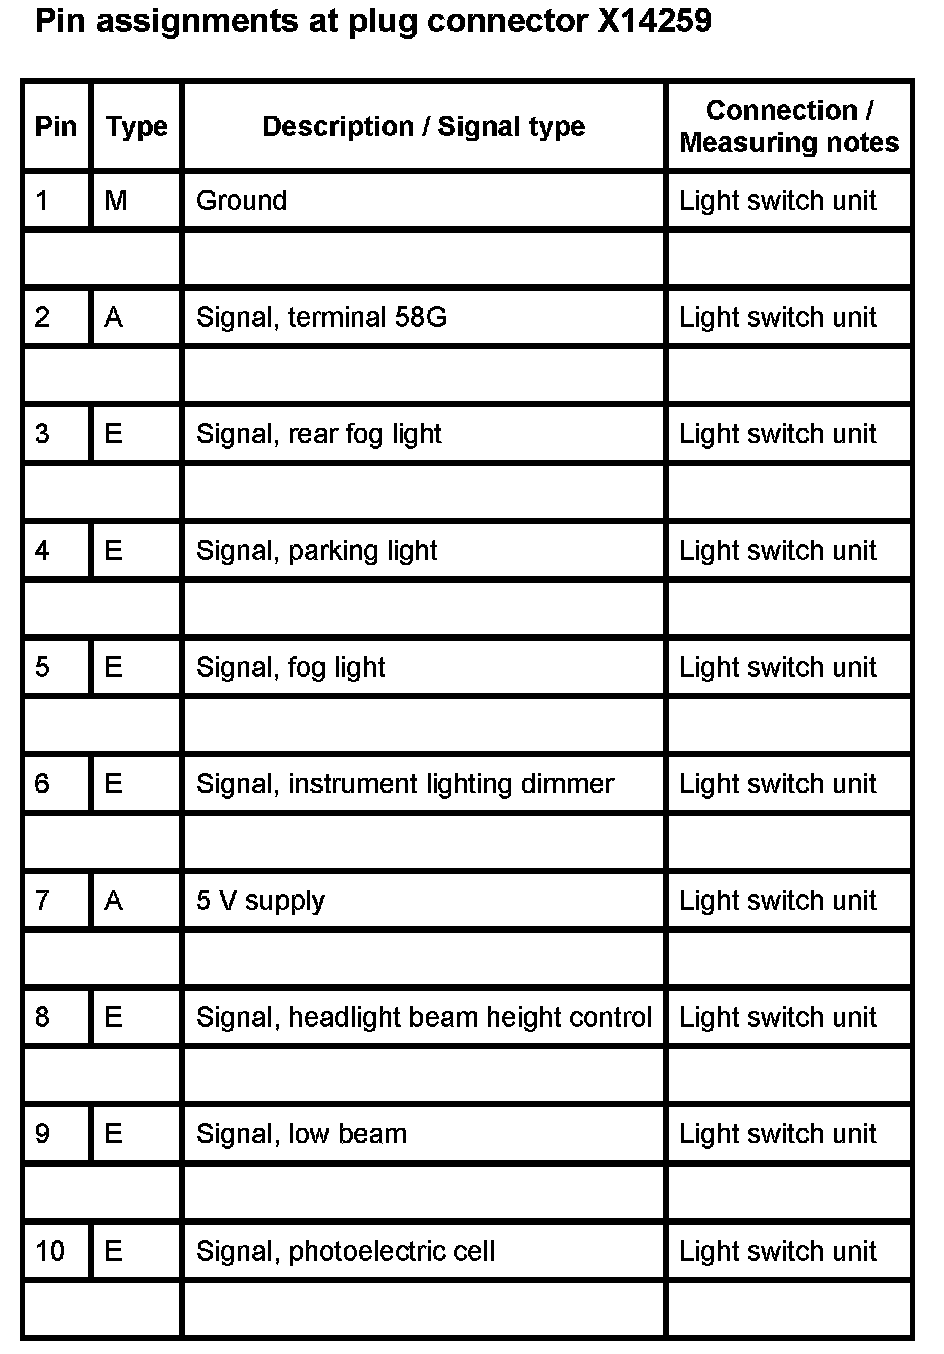 Pin assignments at plug connector X14259
Pin Type Description / Signal type Connection / Measuring notes
1 M Ground Light switch unit
2 A Signal, terminal 58G Light switch unit
3 E Signal, rear fog light Light switch unit
4 E Signal, parking light Light switch unit
5 E Signal, fog light Light switch unit
6 E Signal, instrument lighting dimmer Light switch unit
7 A 5 V supply Light switch unit
8 E Signal, headlight beam height control Light switch unit
9 E Signal, low beam Light switch unit
10 E Signal, photoelectric cell Light switch unit